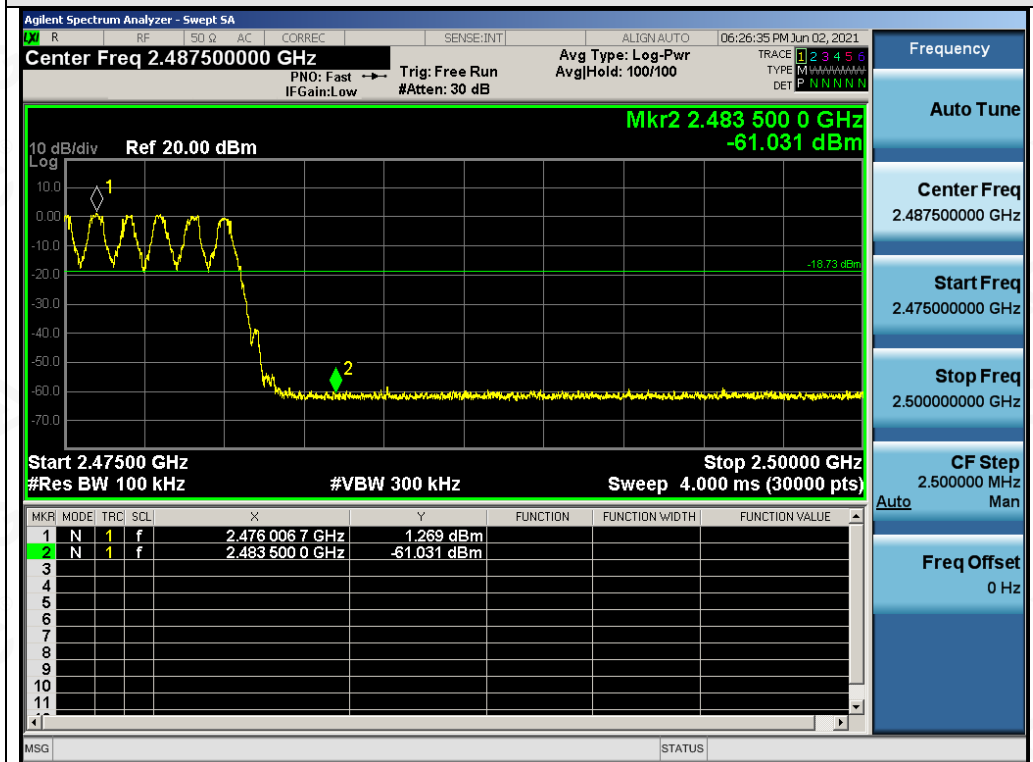 Agilent Spectrum Analyzer - Swept SA
LXI R RF 50 Ω AC CORREC SENSE:INT ALIGN AUTO 06:26:35 PM Jun 02, 2021
Center Freq 2.487500000 GHz
PNO: Fast
IFGain:Low
Trig: Free Run
#Atten: 30 dB
Avg Type: Log-Pwr
Avg|Hold: 100/100
TRACE 1 2 3 4 5 6
TYPE M
DET P N N N N N
Mkr2 2.483 500 0 GHz
-61.031 dBm
10 dB/div Ref 20.00 dBm
Log
10.0
0.00
-10.0
-20.0
-30.0
-40.0
-50.0
-60.0
-70.0
1
2
-18.73 dBm
Start 2.47500 GHz Stop 2.50000 GHz
#Res BW 100 kHz #VBW 300 kHz Sweep 4.000 ms (30000 pts)
MKR MODE TRC SCL X Y FUNCTION FUNCTION WIDTH FUNCTION VALUE
1 N 1 f 2.476 006 7 GHz 1.269 dBm
2 N 1 f 2.483 500 0 GHz -61.031 dBm
3
4
5
6
7
8
9
10
11
MSG STATUS
Frequency
Auto Tune
Center Freq
2.487500000 GHz
Start Freq
2.475000000 GHz
Stop Freq
2.500000000 GHz
CF Step
2.500000 MHz
Auto Man
Freq Offset
0 Hz